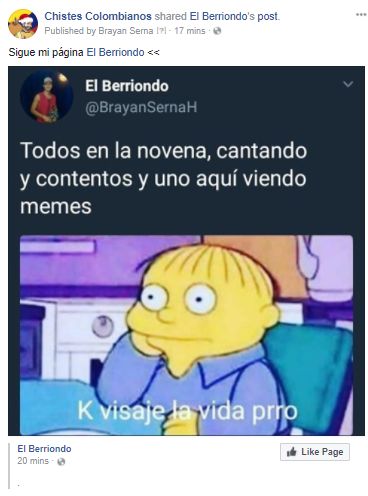 Chistes Colombianos shared El Berriondo's post.
Published by Brayan Serna [?] · 17 mins ·
Sigue mi página El Berriondo <<
El Berriondo
@BrayanSernaH
Todos en la novena, cantando
y contentos y uno aquí viendo
memes
K visaje la vida prro
El Berriondo
20 mins ·
Like Page
.